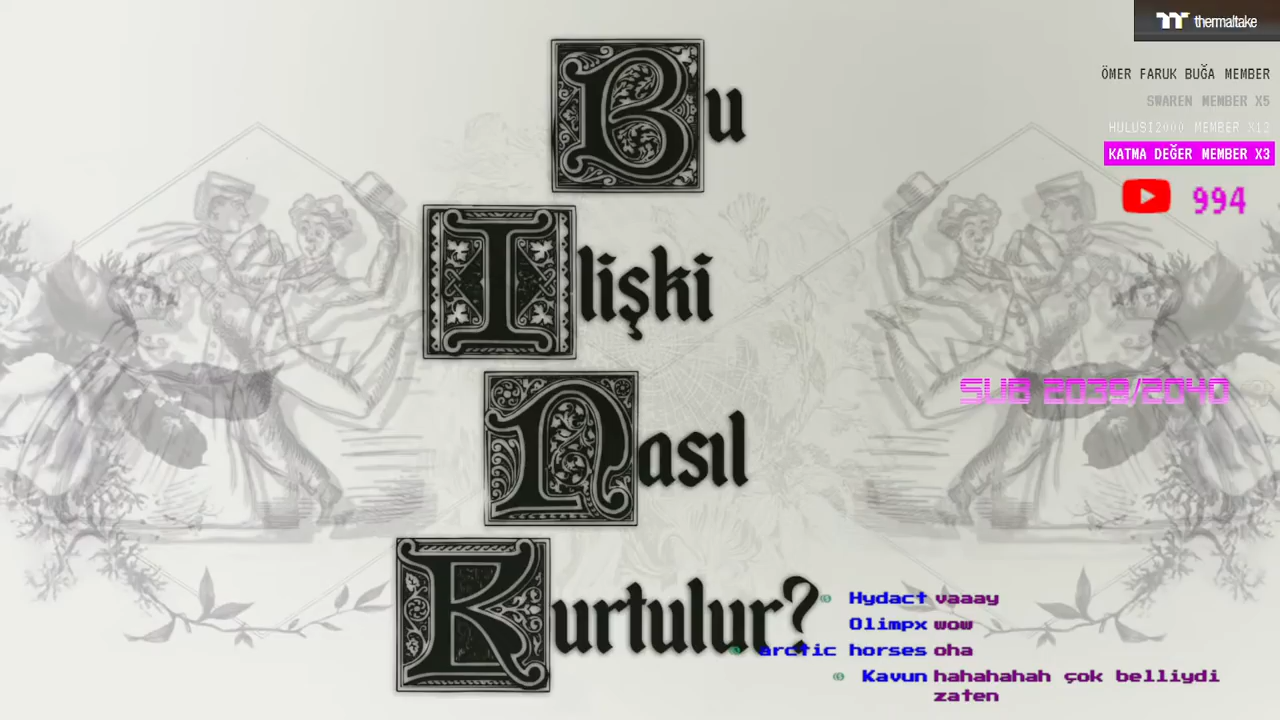 thermaltake
ÖMER FARUK BUĞA MEMBER
SWAREN MEMBER X5
HULUSI2000 MEMBER X12
KATMA DEĞER MEMBER X3
994
Bu
Ilişki
Nasıl
Kurtulur?
SUB 2039/2040
Hydact vaaay
Olimpx wow
arctic horses oha
Kavun hahahahah çok belliydi
zaten